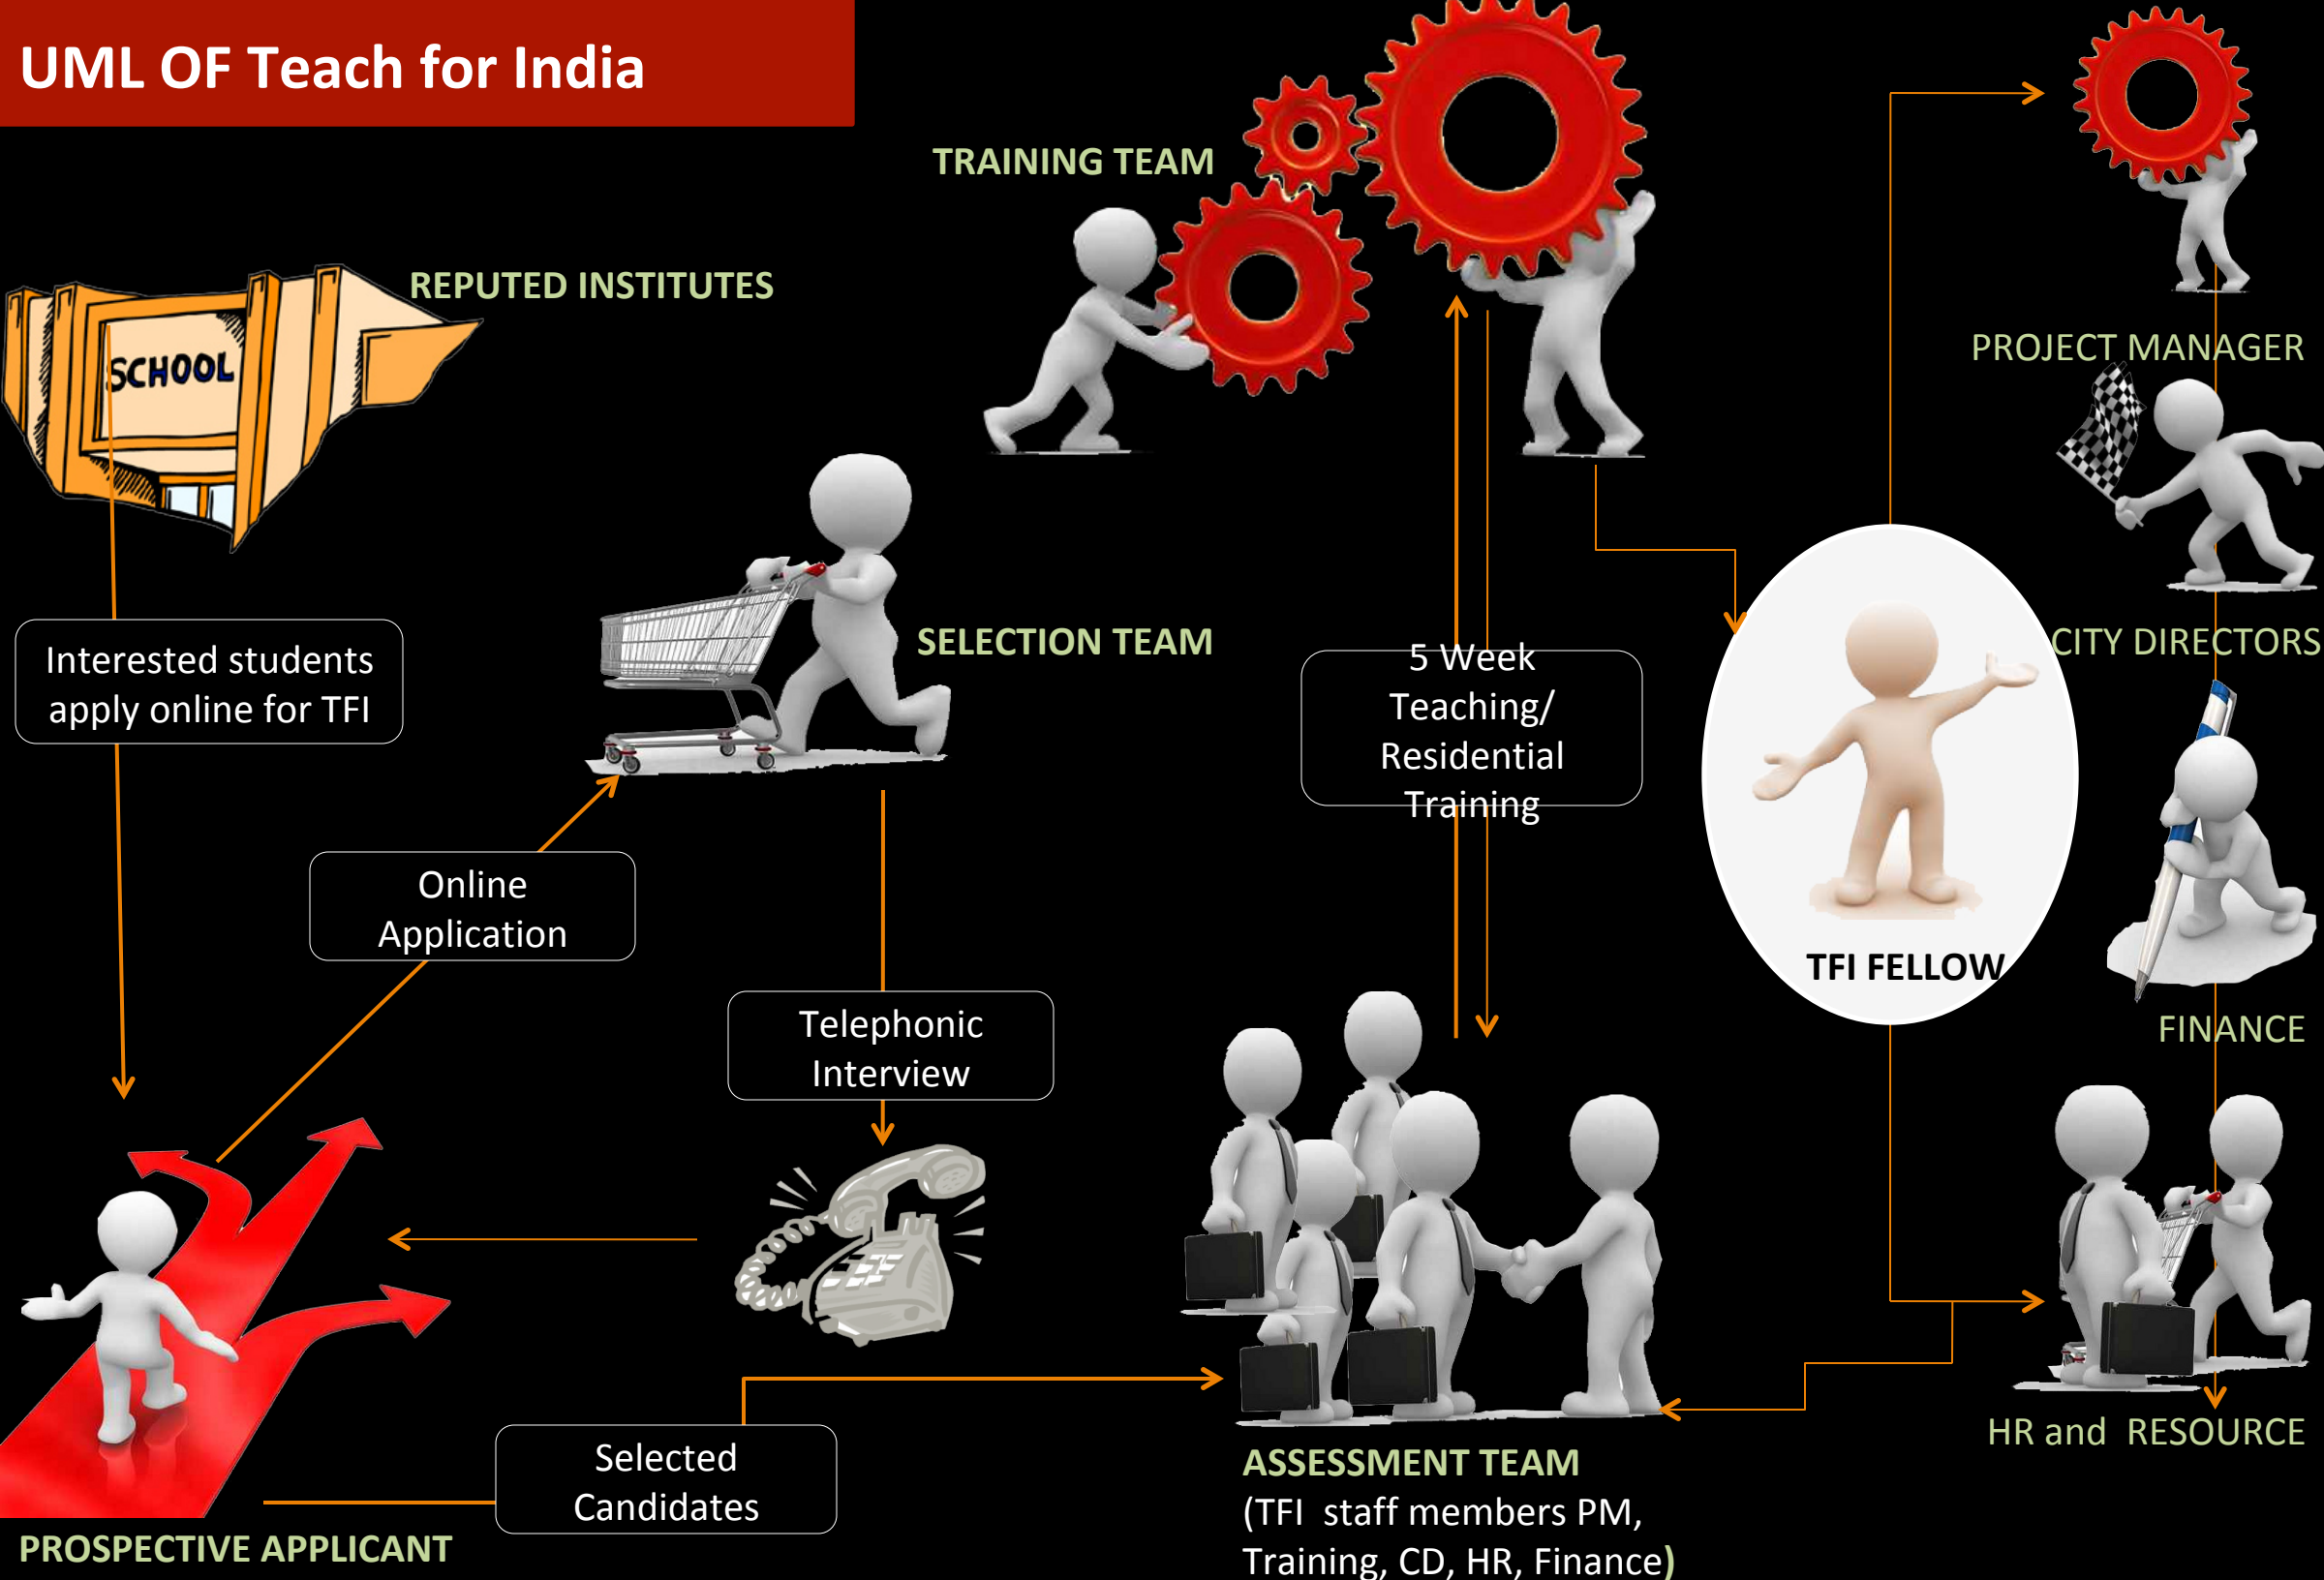 UML OF Teach for India
TRAINING TEAM
REPUTED INSTITUTES
SCHOOL
PROJECT MANAGER
Interested students
apply online for TFI
SELECTION TEAM
5 Week
Teaching/
Residential
Training
CITY DIRECTORS
Online
Application
TFI FELLOW
Telephonic
Interview
FINANCE
Selected
Candidates
HR and  RESOURCE
ASSESSMENT TEAM
(TFI  staff members PM,
Training, CD, HR, Finance)
PROSPECTIVE APPLICANT